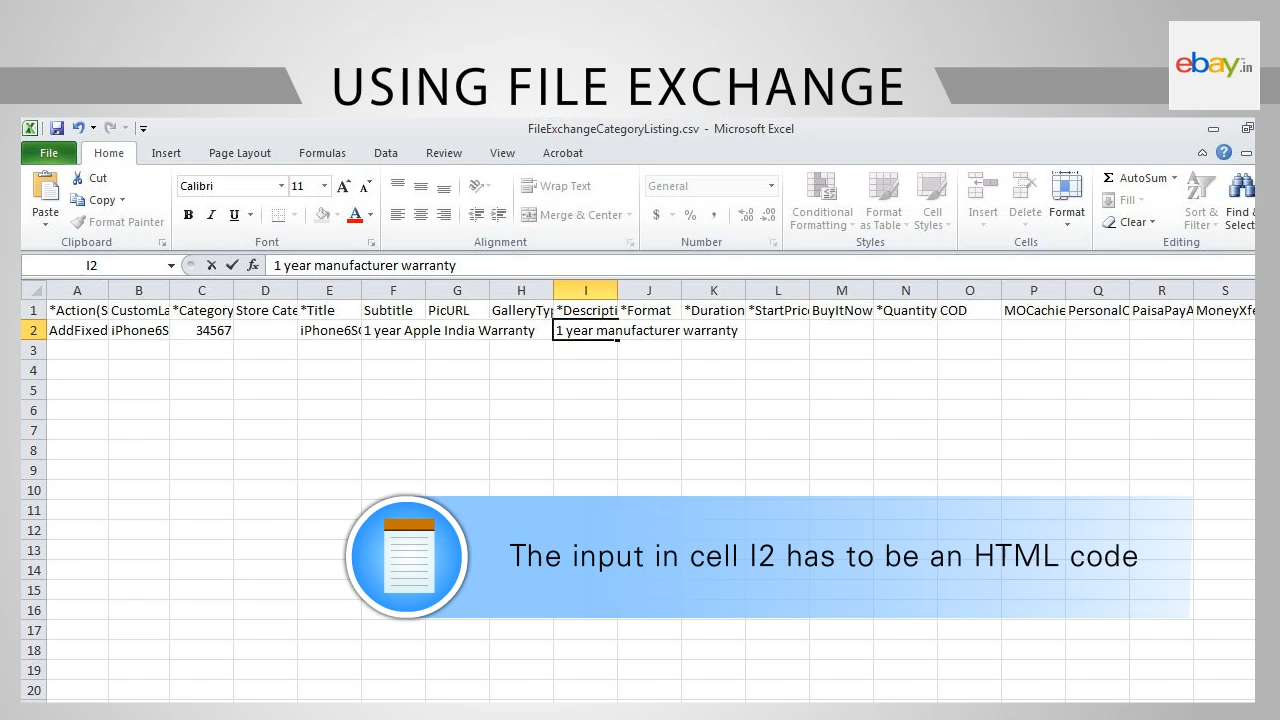 ebay.in
USING FILE EXCHANGE
FileExchangeCategoryListing.csv - Microsoft Excel
File Home Insert Page Layout Formulas Data Review View Acrobat
Paste
Cut
Copy
Format Painter
Clipboard
Calibri 11
B I U
Font
Wrap Text
Merge & Center
Alignment
General
$ % ,
Number
Conditional Formatting
Format as Table
Cell Styles
Styles
Insert Delete Format
Cells
Σ AutoSum
Fill
Clear
Sort & Filter
Find & Select
Editing
I2 fx 1 year manufacturer warranty
A B C D E F G H I J K L M N O P Q R S
1 *Action(S CustomLa *Category Store Cate *Title Subtitle PicURL GalleryTy *Descripti *Format *Duration *StartPric BuyItNow *Quantity COD MOCachie PersonalC PaisaPayA MoneyXfe
2 AddFixed iPhone6S 34567 iPhone6SG 1 year Apple India Warranty 1 year manufacturer warranty
3
4
5
6
7
8
9
10
11
12
13
14
15
16
17
18
19
20
The input in cell I2 has to be an HTML code